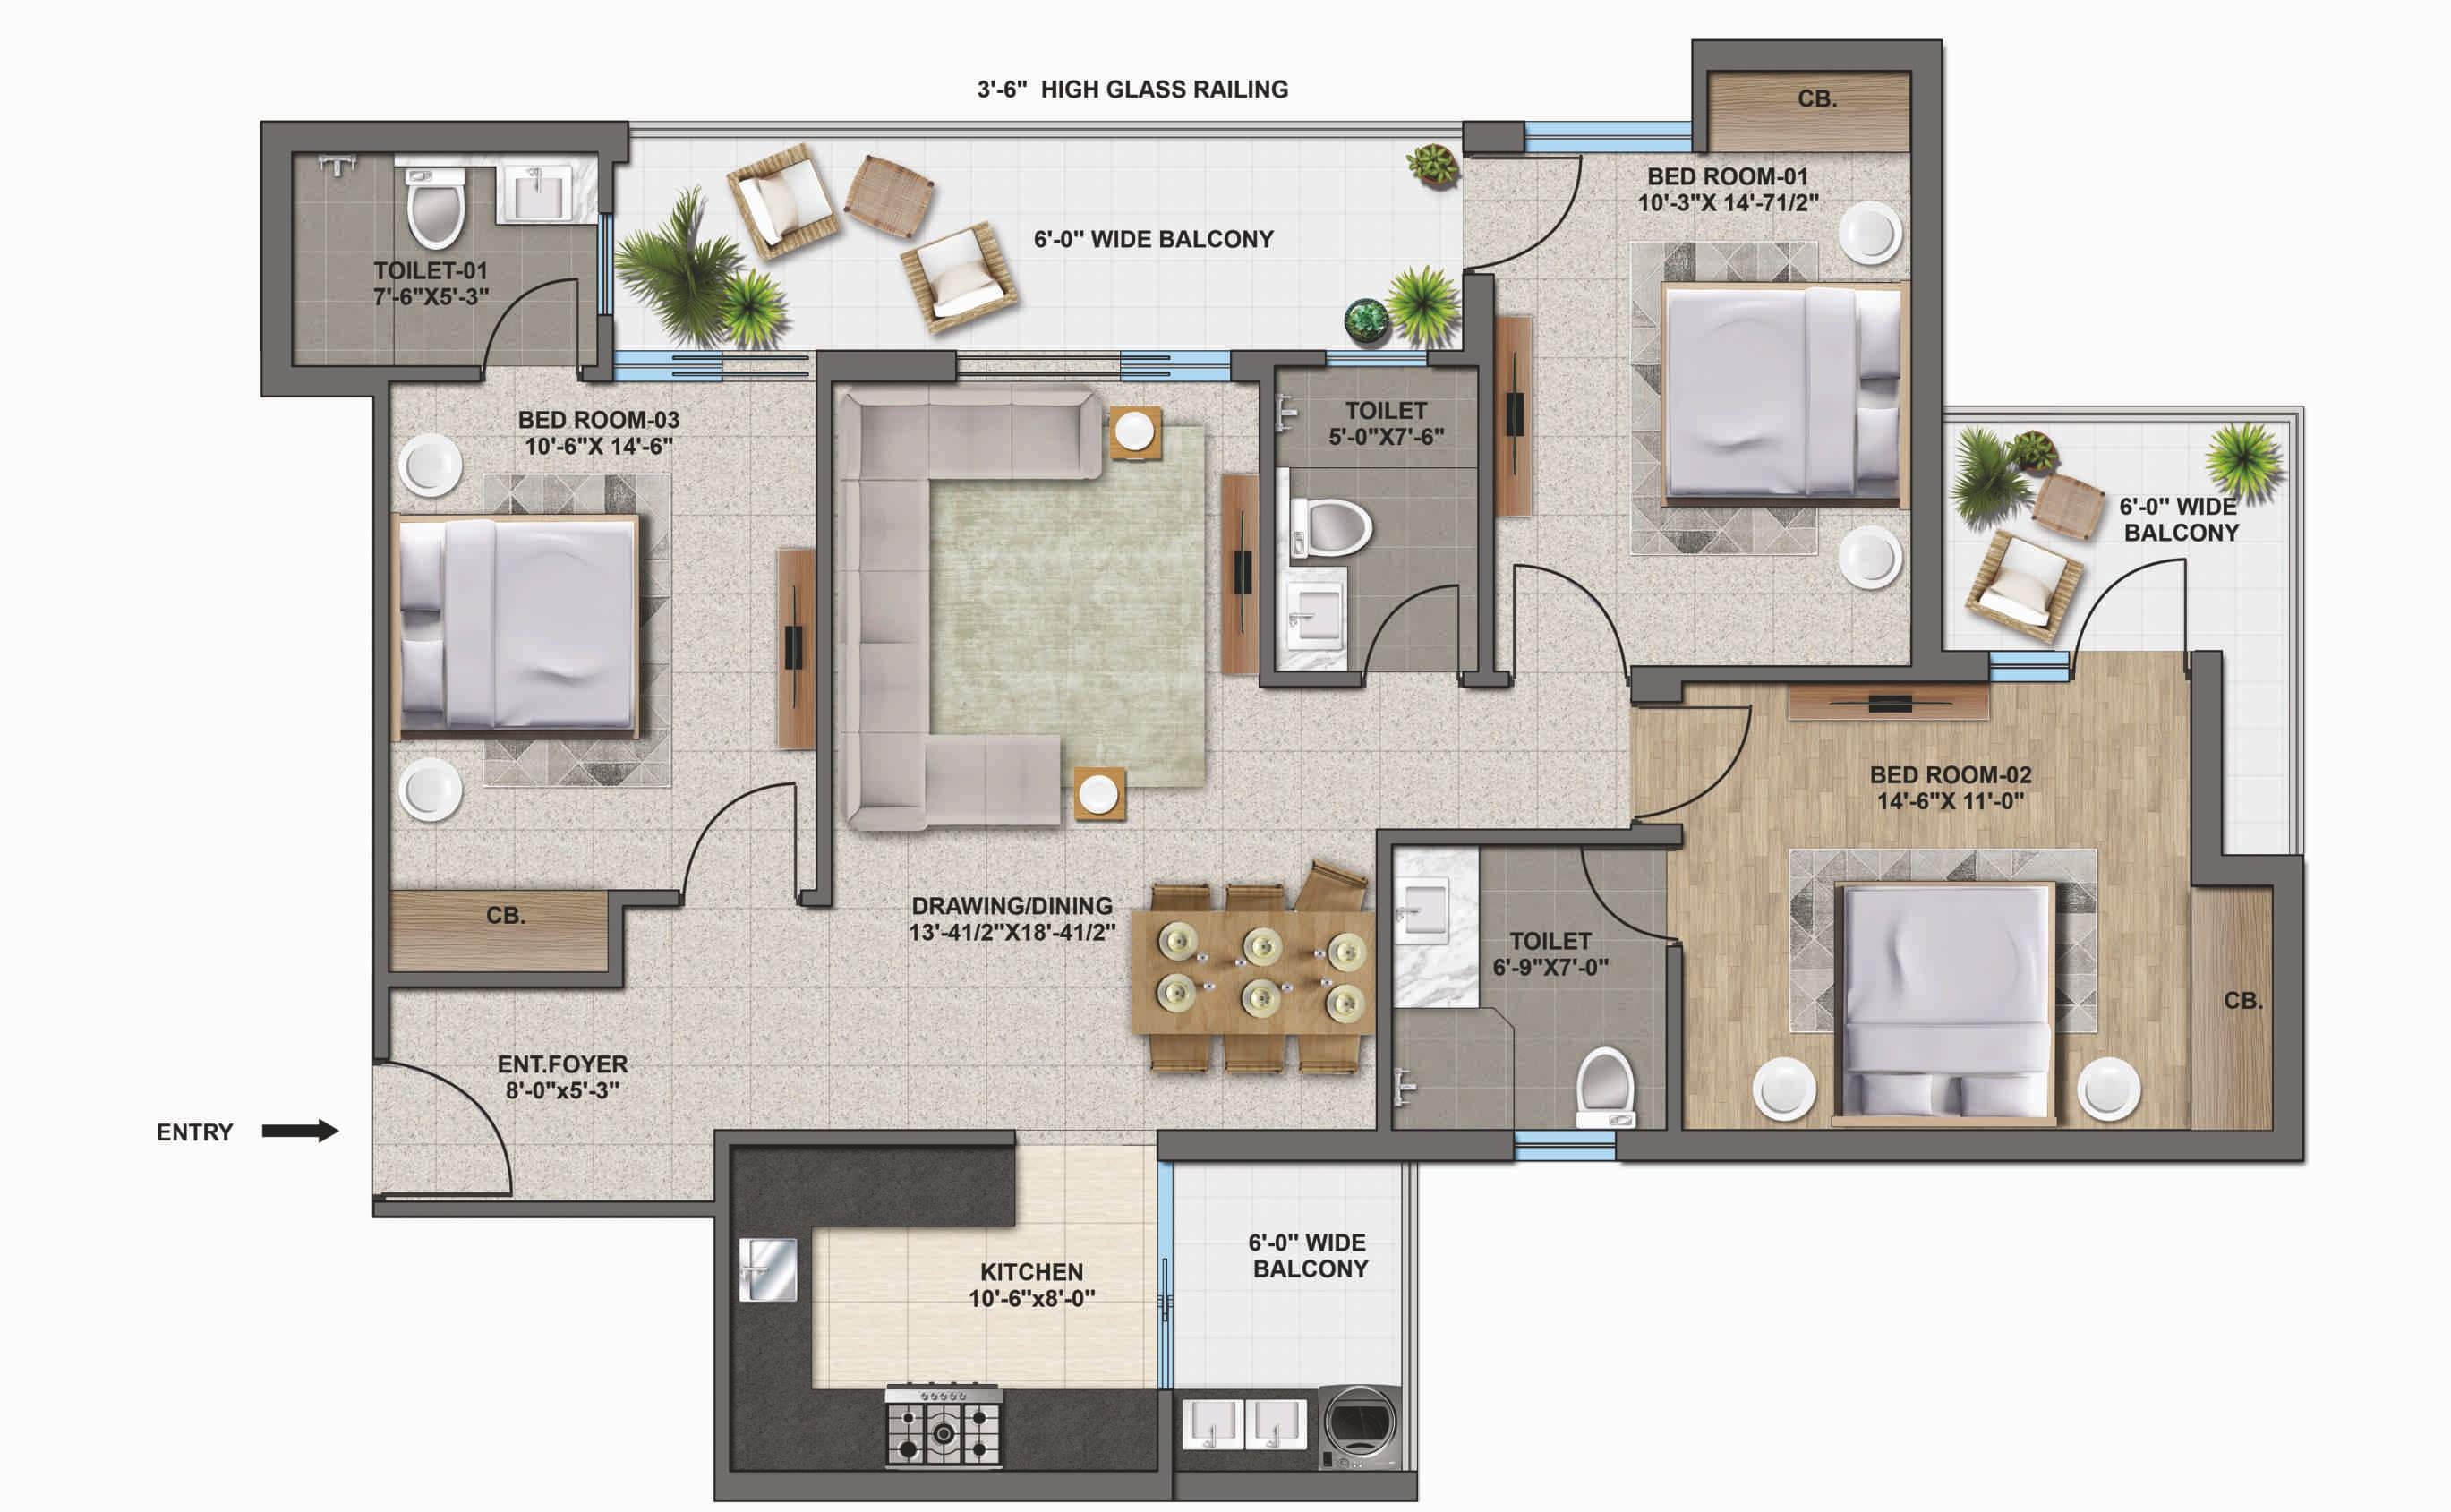 3'-6" HIGH GLASS RAILING
CB.
BED ROOM-01
10'-3"X 14'-71/2"
6'-0" WIDE BALCONY
TOILET-01
7'-6"X5'-3"
BED ROOM-03
10'-6"X 14'-6"
TOILET
5'-0"X7'-6"
6'-0" WIDE
BALCONY
BED ROOM-02
14'-6"X 11'-0"
CB.
DRAWING/DINING
13'-41/2"X18'-41/2"
TOILET
6'-9"X7'-0"
CB.
ENT.FOYER
8'-0"x5'-3"
ENTRY
KITCHEN
10'-6"x8'-0"
6'-0" WIDE
BALCONY